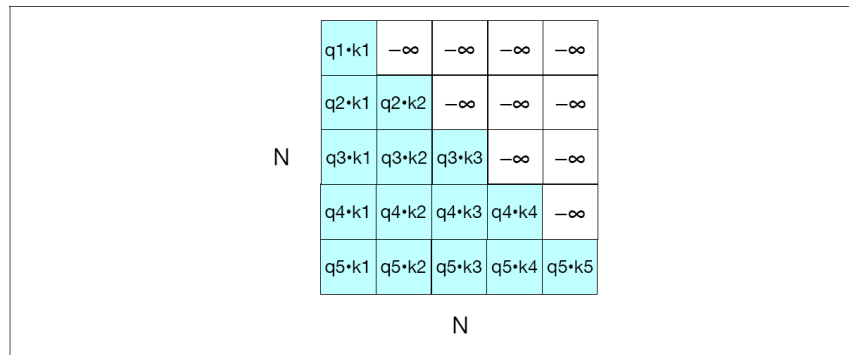 q1•k1 −∞ −∞ −∞ −∞
q2•k1 q2•k2 −∞ −∞ −∞
N
q3•k1 q3•k2 q3•k3 −∞ −∞
q4•k1 q4•k2 q4•k3 q4•k4 −∞
q5•k1 q5•k2 q5•k3 q5•k4 q5•k5
N